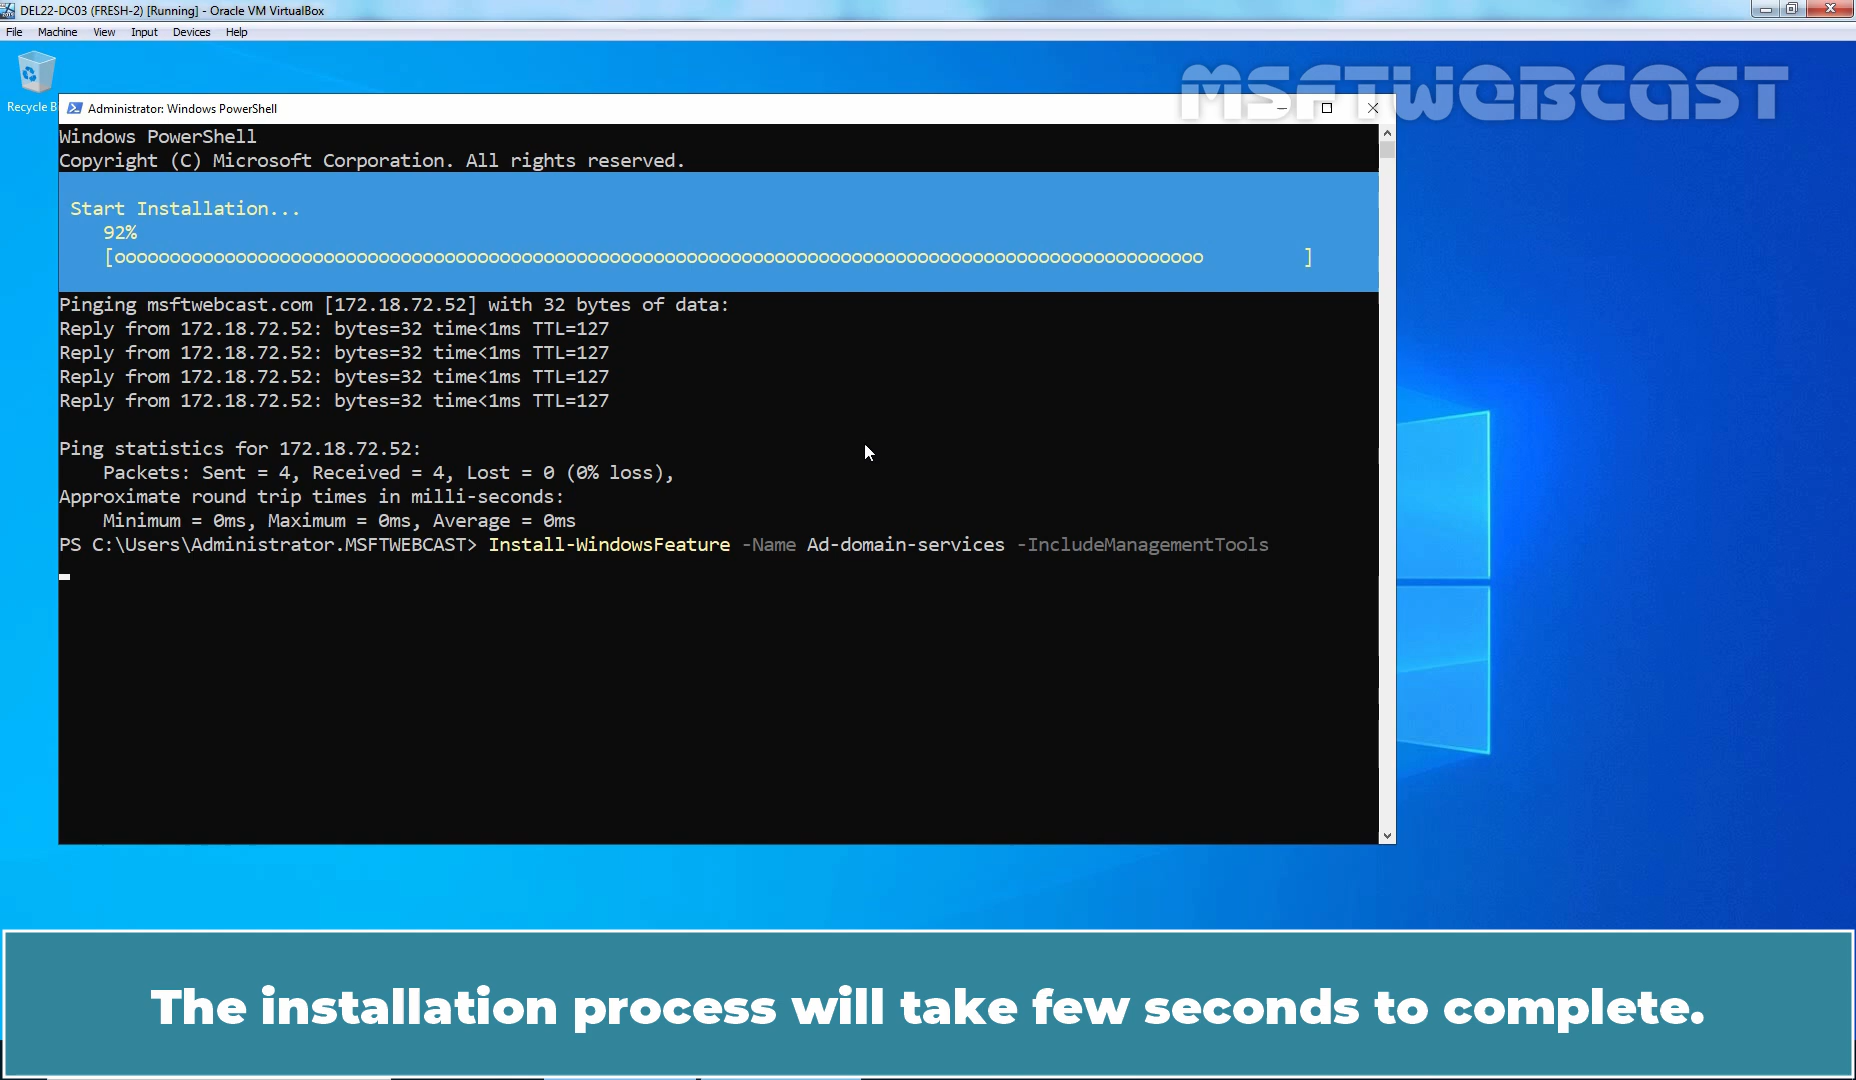 DEL22-DC03 (FRESH-2) [Running] - Oracle VM VirtualBox
File Machine View Input Devices Help
MSFTWEBCAST
Recycle B
Administrator: Windows PowerShell
Windows PowerShell
Copyright (C) Microsoft Corporation. All rights reserved.
Start Installation...
92%
[oooooooooooooooooooooooooooooooooooooooooooooooooooooooooooooooooooooooooooooooooooooooooooooooooooo ]
Pinging msftwebcast.com [172.18.72.52] with 32 bytes of data:
Reply from 172.18.72.52: bytes=32 time<1ms TTL=127
Reply from 172.18.72.52: bytes=32 time<1ms TTL=127
Reply from 172.18.72.52: bytes=32 time<1ms TTL=127
Reply from 172.18.72.52: bytes=32 time<1ms TTL=127
Ping statistics for 172.18.72.52:
Packets: Sent = 4, Received = 4, Lost = 0 (0% loss),
Approximate round trip times in milli-seconds:
Minimum = 0ms, Maximum = 0ms, Average = 0ms
PS C:\Users\Administrator.MSFTWEBCAST> Install-WindowsFeature -Name Ad-domain-services -IncludeManagementTools
The installation process will take few seconds to complete.